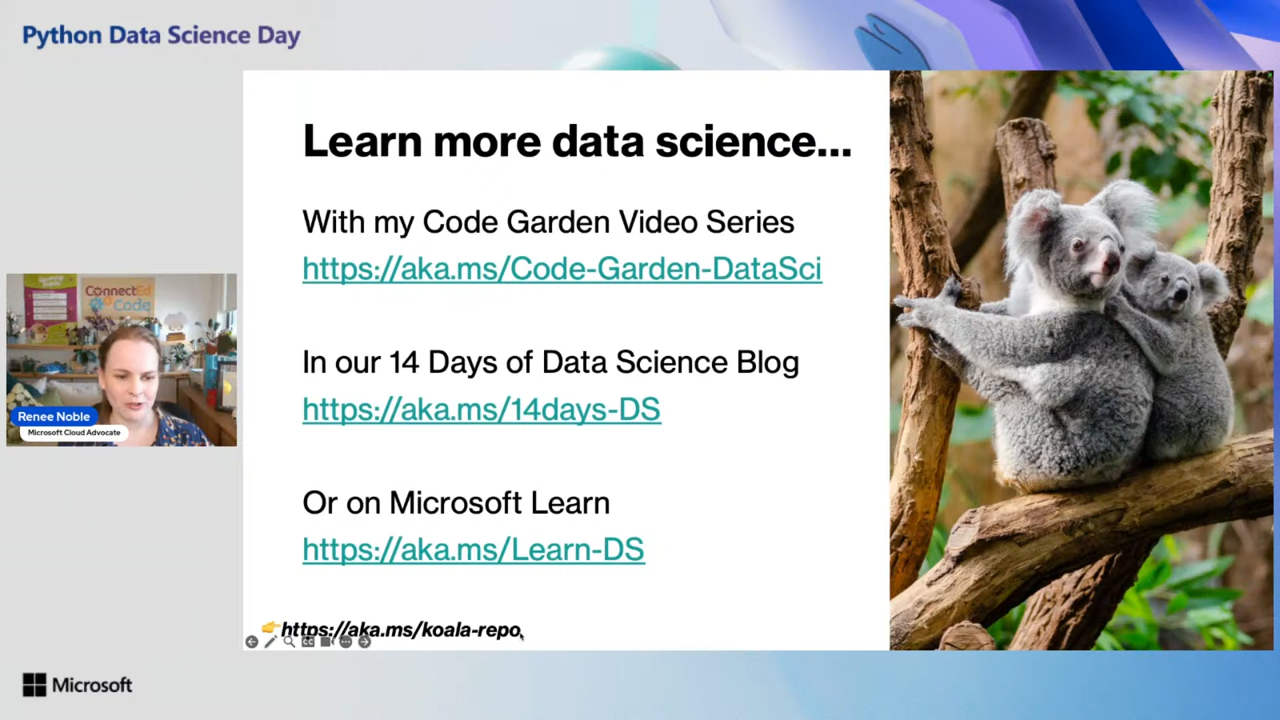 Python Data Science Day
Learn more data science...
With my Code Garden Video Series
https://aka.ms/Code-Garden-DataSci
In our 14 Days of Data Science Blog
https://aka.ms/14days-DS
Or on Microsoft Learn
https://aka.ms/Learn-DS
👉https://aka.ms/koala-repo
ConnectEd
Code
Renee Noble
Microsoft Cloud Advocate
Microsoft